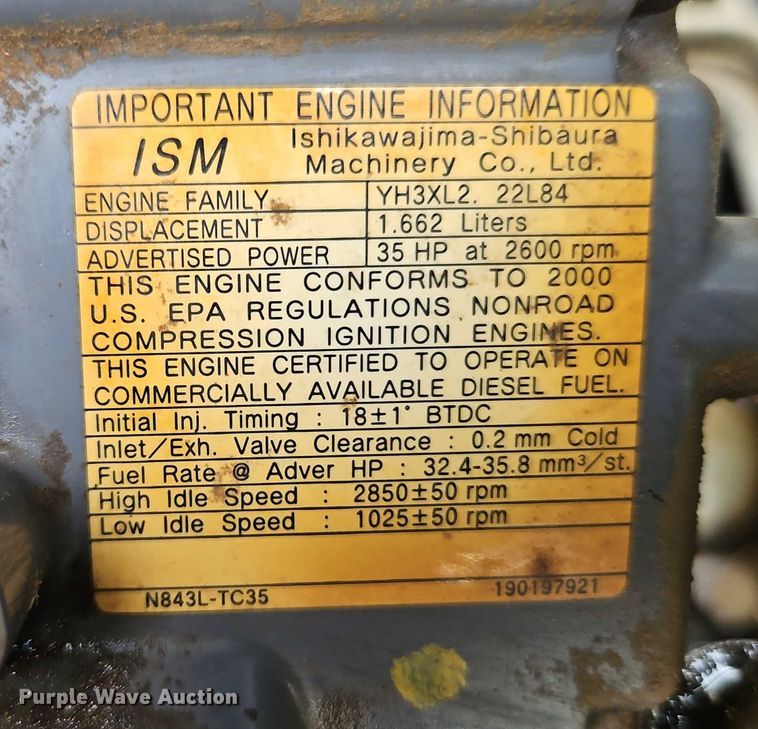 IMPORTANT ENGINE INFORMATION
ISM Ishikawajima-Shibaura
Machinery Co., Ltd.
ENGINE FAMILY YH3XL2. 22L84
DISPLACEMENT 1.662 Liters
ADVERTISED POWER 35 HP at 2600 rpm
THIS ENGINE CONFORMS TO 2000
U.S. EPA REGULATIONS NONROAD
COMPRESSION IGNITION ENGINES.
THIS ENGINE CERTIFIED TO OPERATE ON
COMMERCIALLY AVAILABLE DIESEL FUEL.
Initial Inj. Timing : 18±1° BTDC
Inlet/Exh. Valve Clearance : 0.2 mm Cold
Fuel Rate @ Adver HP : 32.4-35.8 mm³/st.
High Idle Speed : 2850±50 rpm
Low Idle Speed : 1025±50 rpm
N843L-TC35 190197921
Purple Wave Auction